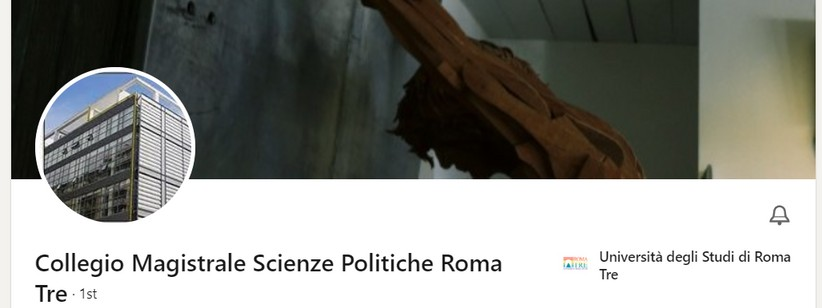 Collegio Magistrale Scienze Politiche Roma
Tre · 1st
Università degli Studi di Roma
Tre